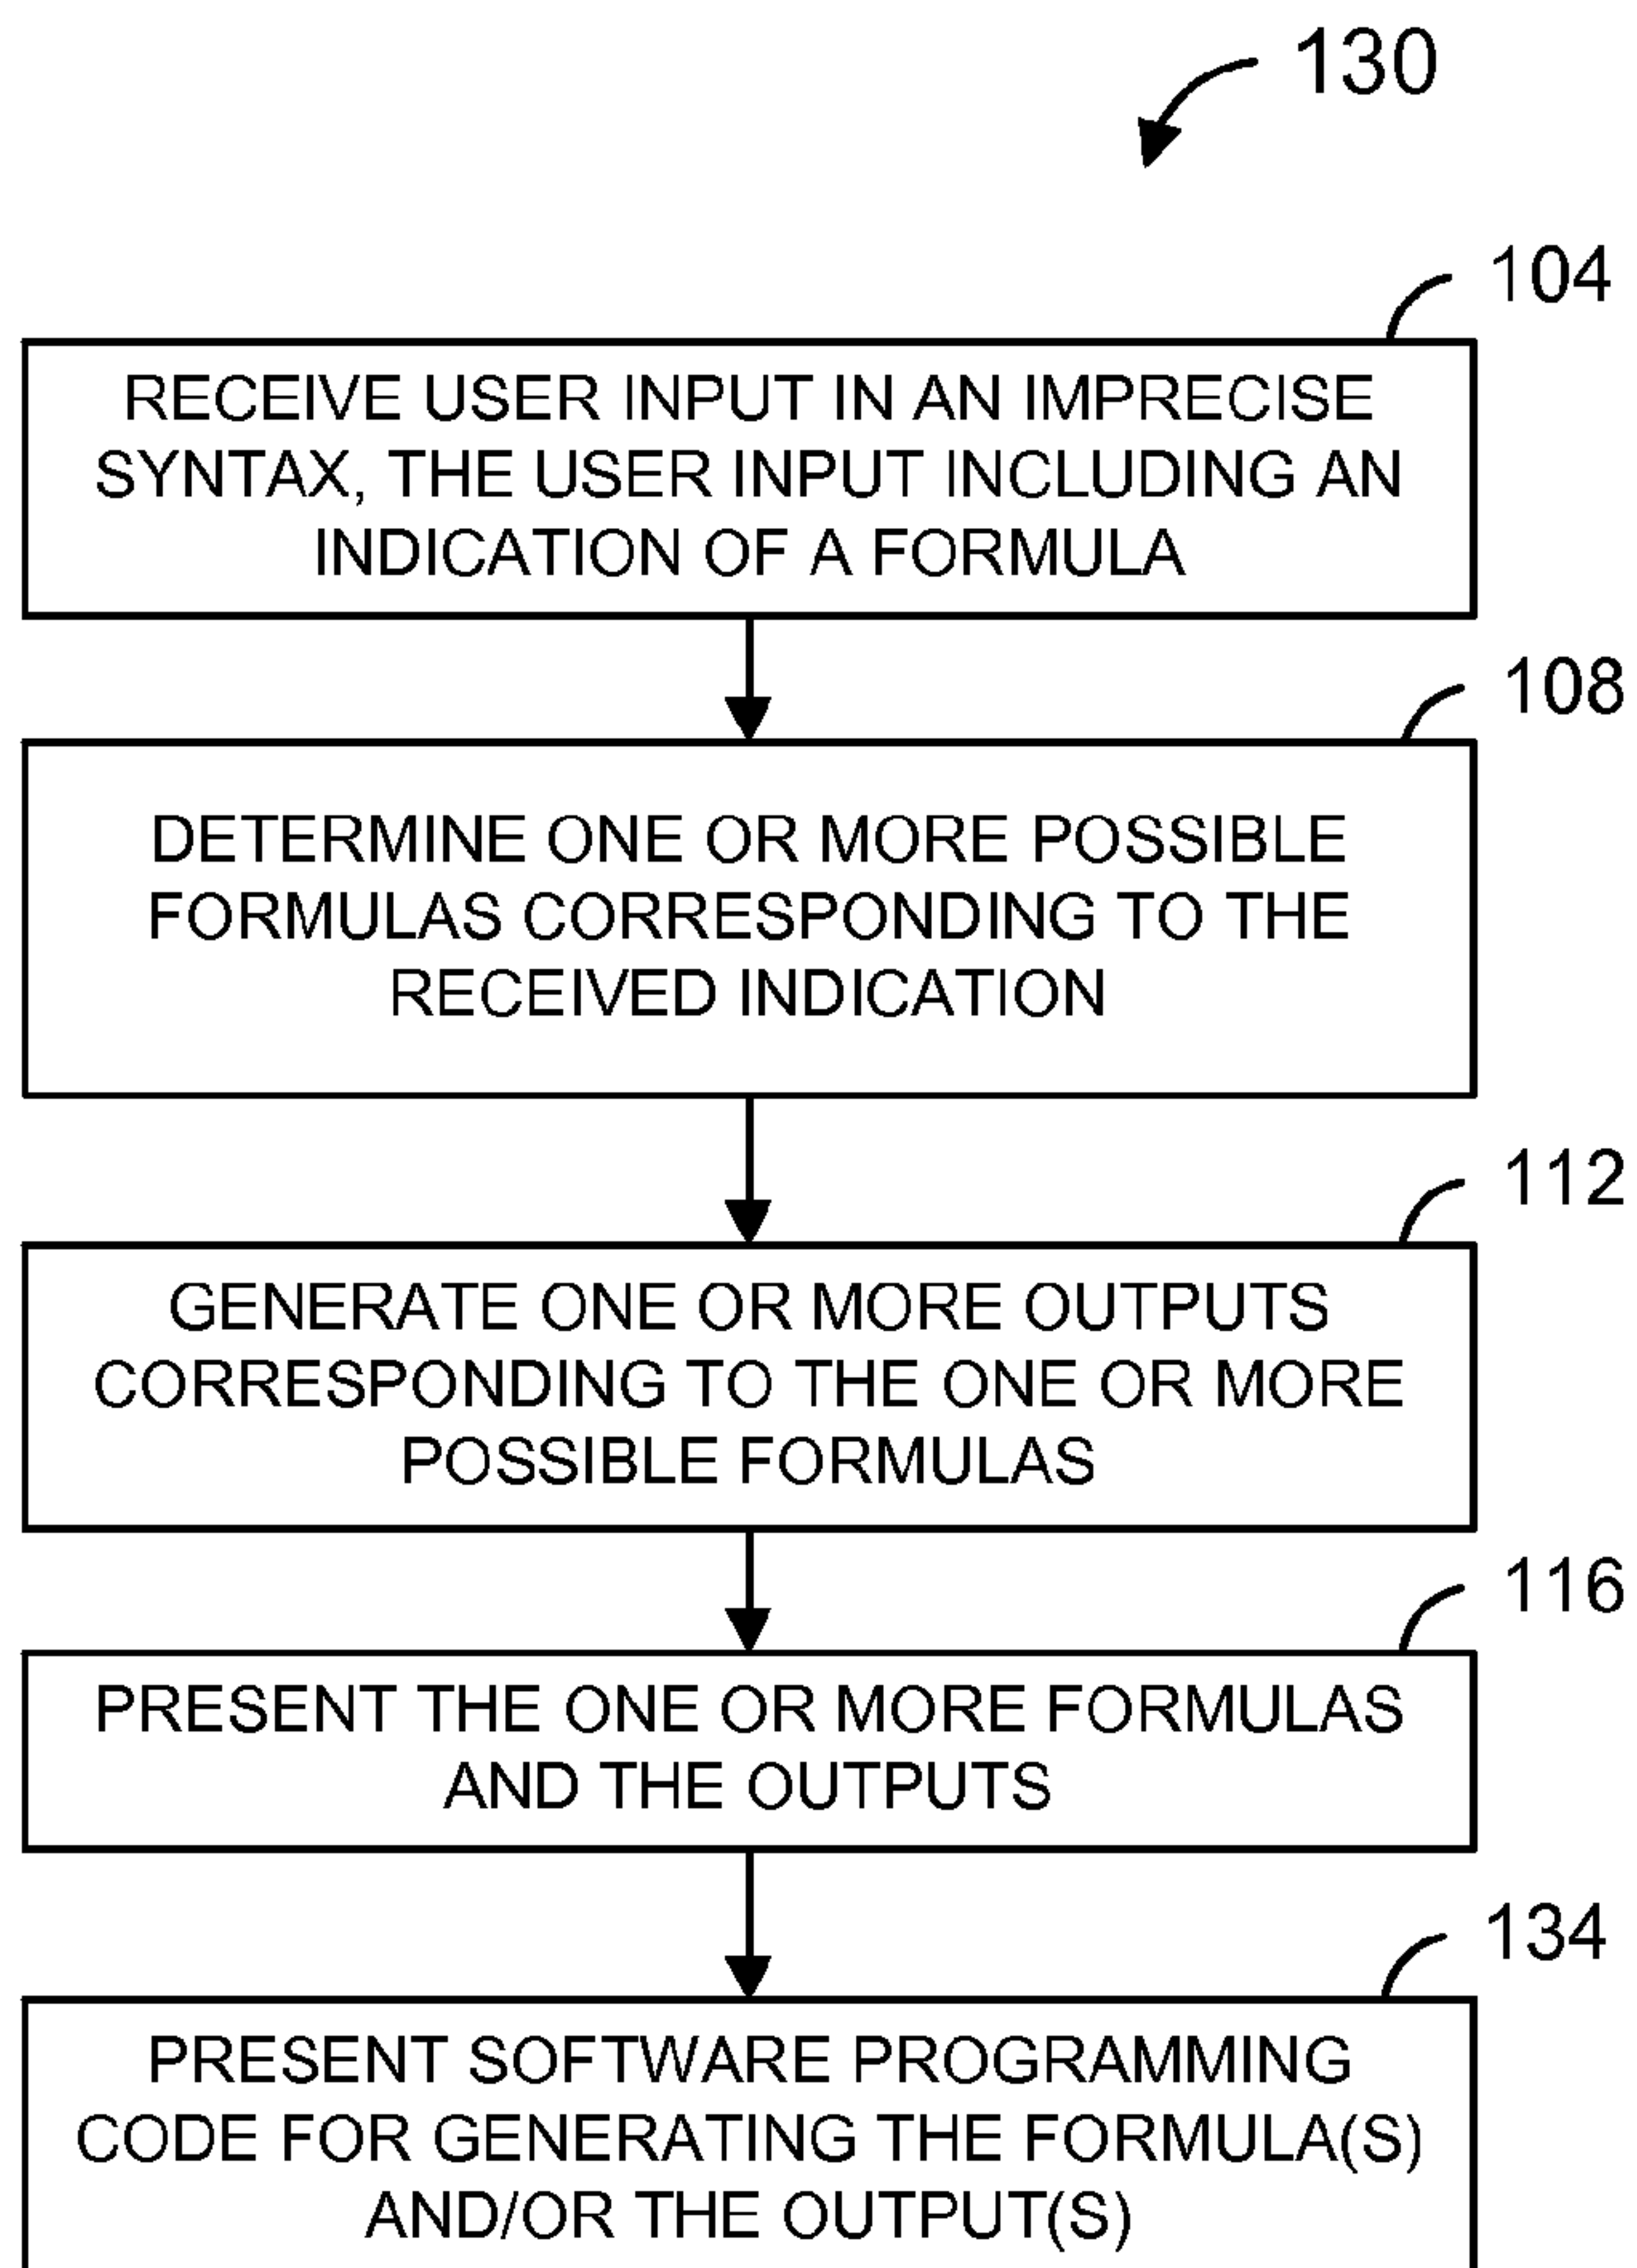 130
104
RECEIVE USER INPUT IN AN IMPRECISE
SYNTAX, THE USER INPUT INCLUDING AN
INDICATION OF A FORMULA
108
DETERMINE ONE OR MORE POSSIBLE
FORMULAS CORRESPONDING TO THE
RECEIVED INDICATION
112
GENERATE ONE OR MORE OUTPUTS
CORRESPONDING TO THE ONE OR MORE
POSSIBLE FORMULAS
116
PRESENT THE ONE OR MORE FORMULAS
AND THE OUTPUTS
134
PRESENT SOFTWARE PROGRAMMING
CODE FOR GENERATING THE FORMULA(S)
AND/OR THE OUTPUT(S)